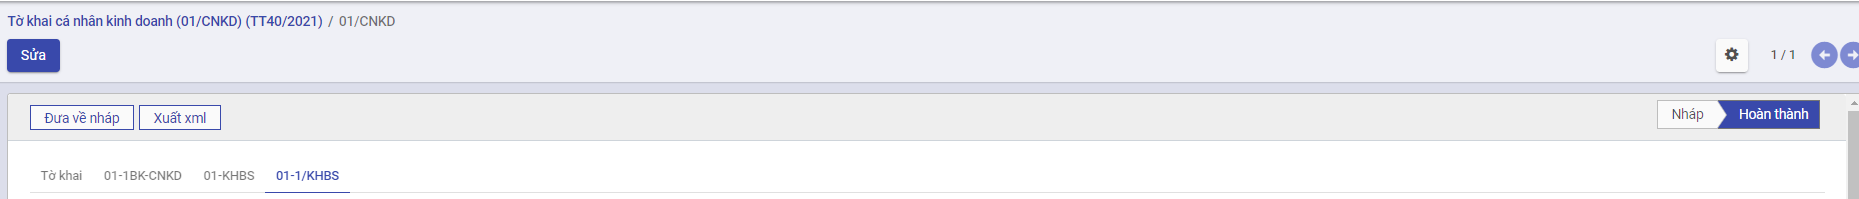 Tờ khai cá nhân kinh doanh (01/CNKD) (TT40/2021) / 01/CNKD
Sửa
1 / 1
Đưa về nháp Xuất xml
Nháp Hoàn thành
Tờ khai 01-1BK-CNKD 01-KHBS 01-1/KHBS